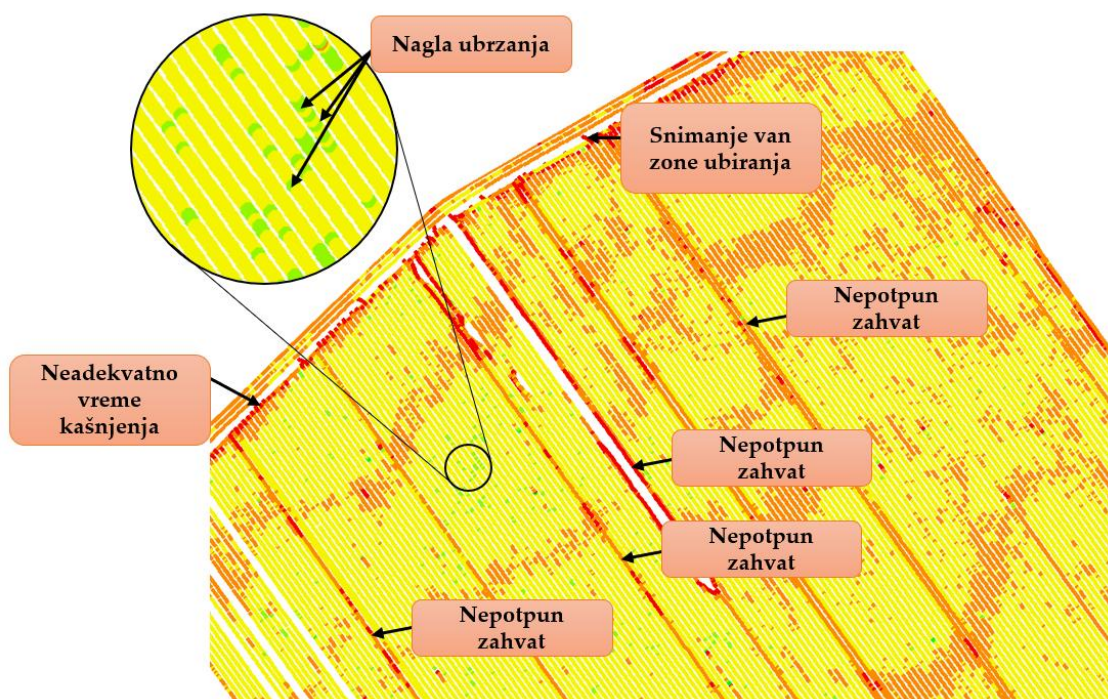 Nagla ubrzanja
Snimanje van
zone ubiranja
Nepotpun
zahvat
Neadekvatno
vreme
kašnjenja
Nepotpun
zahvat
Nepotpun
zahvat
Nepotpun
zahvat